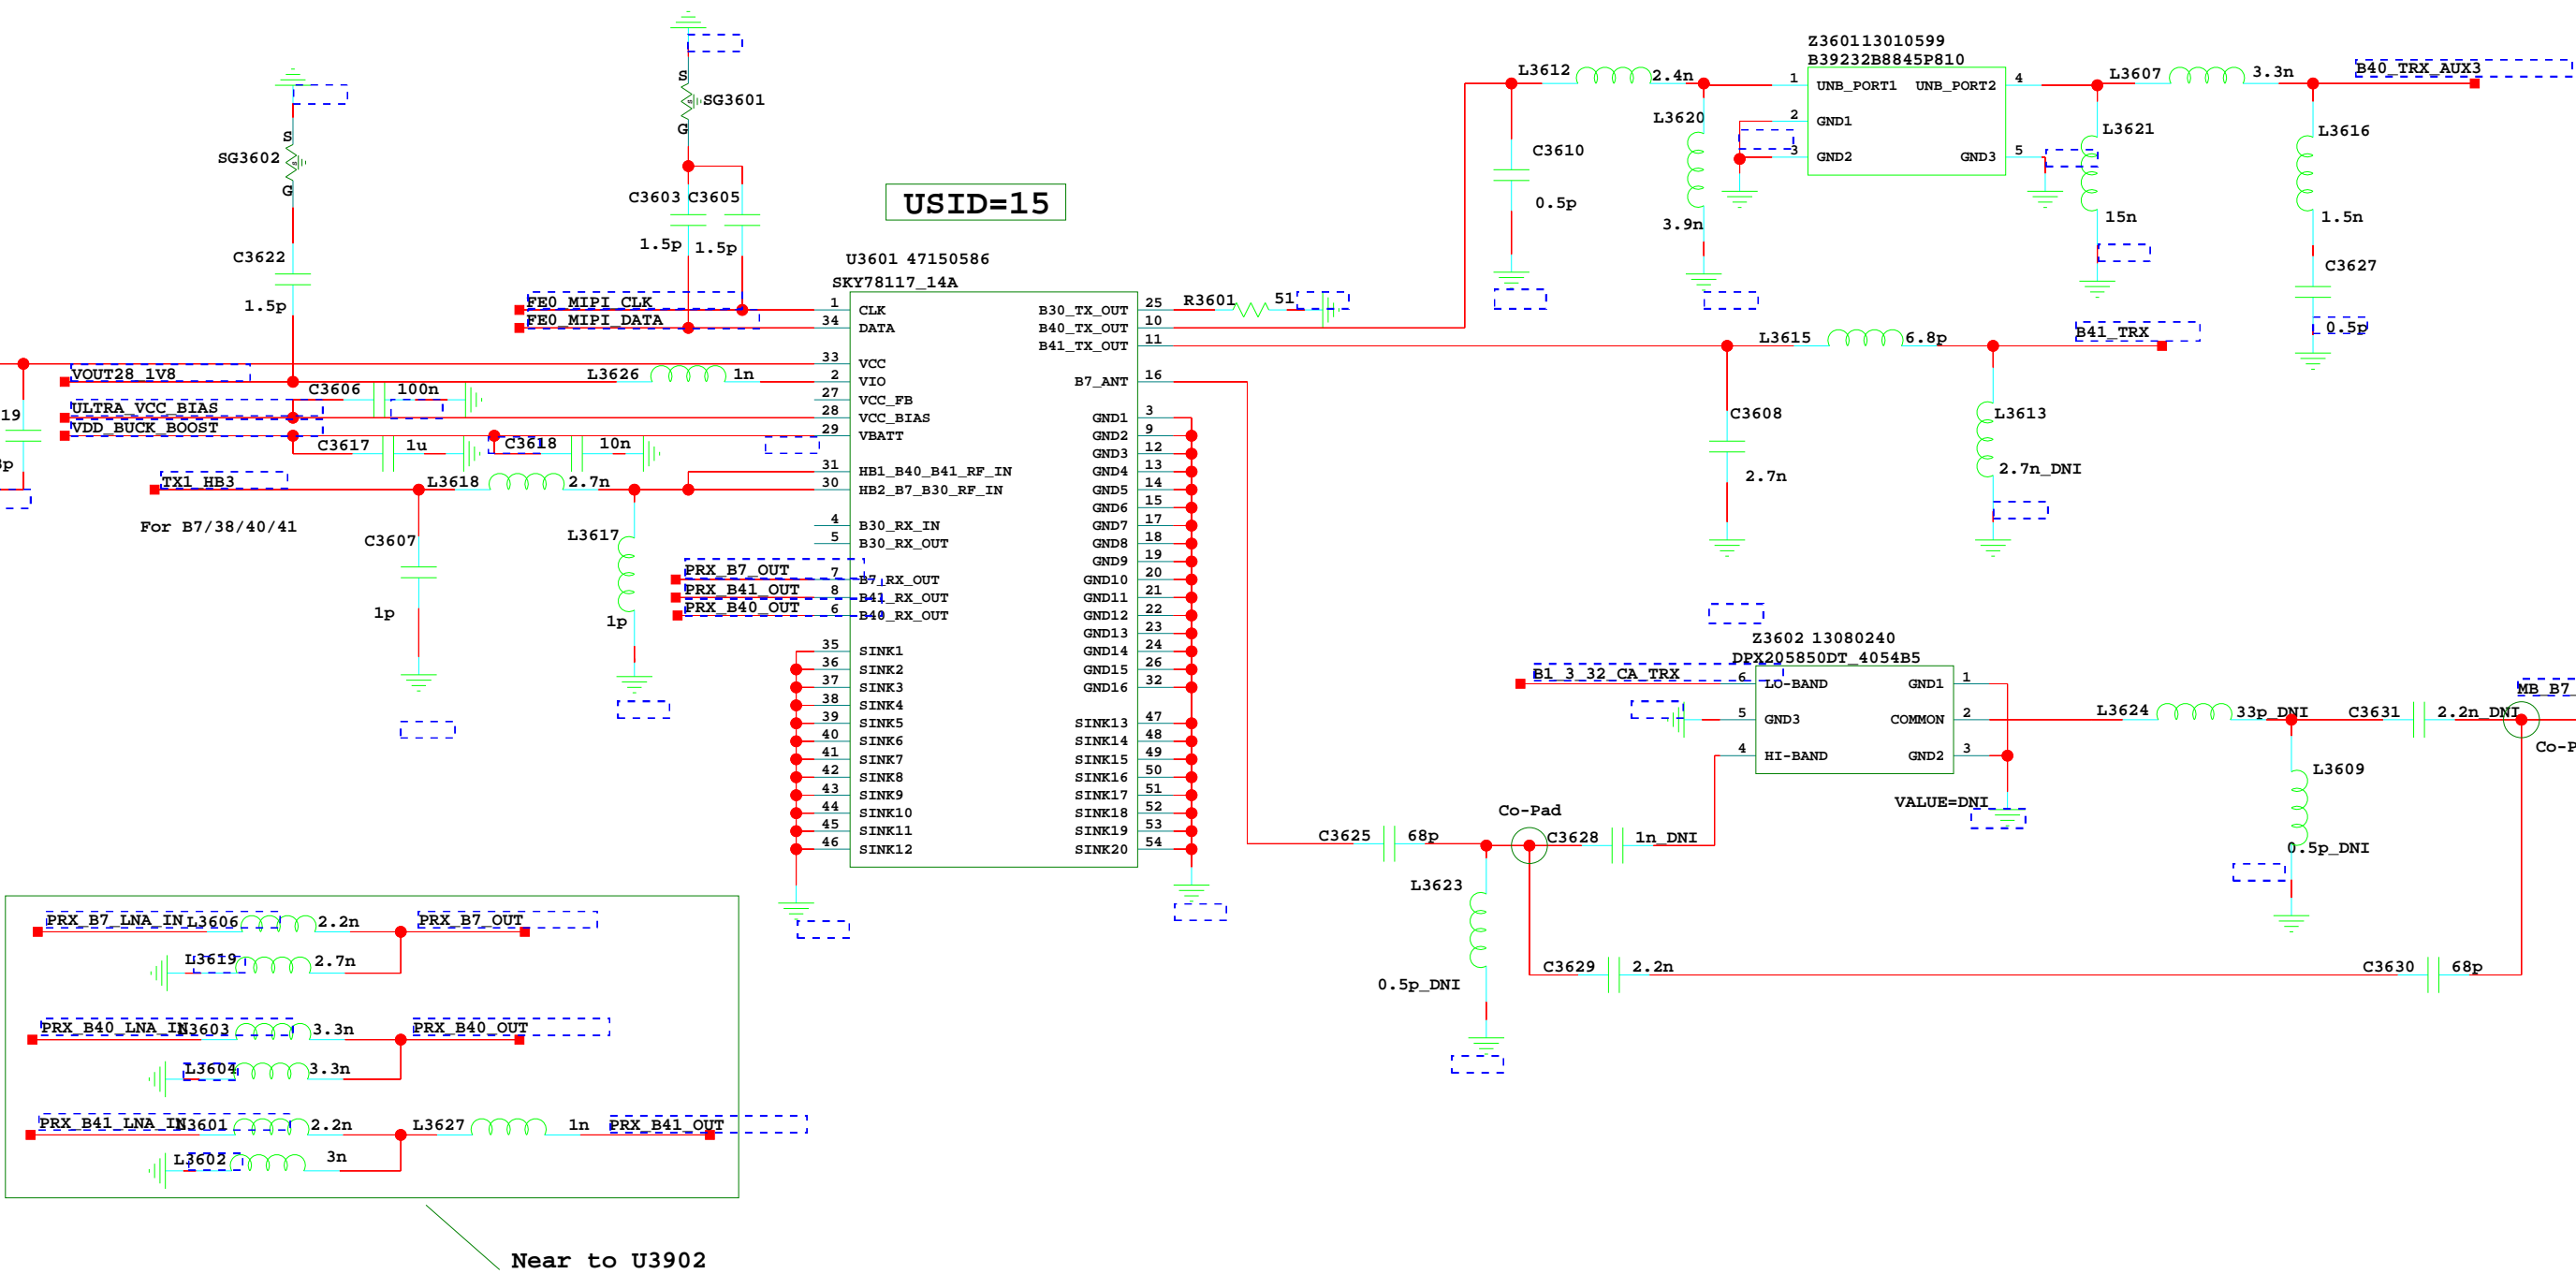 Z360113010599
B39232B8845P810
L3612
2.4n
1
UNB_PORT1
UNB_PORT2
4
L3607
3.3n
B40_TRX_AUX3
2
GND1
3
GND2
GND3
5
L3620
3.9n
L3621
15n
L3616
1.5n
C3627
0.5p
C3610
0.5p
S
SG3601
G
S
SG3602
G
C3603
C3605
1.5p
1.5p
C3622
1.5p
USID=15
U3601 47150586
SKY78117_14A
FE0_MIPI_CLK
1
CLK
FE0_MIPI_DATA
34
DATA
33
VCC
VOUT28_1V8
L3626
1n
2
VIO
C3606
100n
27
VCC_FB
ULTRA_VCC_BIAS
28
VCC_BIAS
VDD_BUCK_BOOST
29
VBATT
19
C3617
1u
C3618
10n
31
HB1_B40_B41_RF_IN
TX1_HB3
L3618
2.7n
30
HB2_B7_B30_RF_IN
For B7/38/40/41
4
B30_RX_IN
5
B30_RX_OUT
C3607
1p
L3617
1p
PRX_B7_OUT
7
B7_RX_OUT
PRX_B41_OUT
8
B41_RX_OUT
PRX_B40_OUT
6
B40_RX_OUT
35
SINK1
36
SINK2
37
SINK3
38
SINK4
39
SINK5
40
SINK6
41
SINK7
42
SINK8
43
SINK9
44
SINK10
45
SINK11
46
SINK12
B30_TX_OUT
25
R3601
51
B40_TX_OUT
10
B41_TX_OUT
11
B7_ANT
16
GND1
3
GND2
9
GND3
12
GND4
13
GND5
14
GND6
15
GND7
17
GND8
18
GND9
19
GND10
20
GND11
21
GND12
22
GND13
23
GND14
24
GND15
26
GND16
32
SINK13
47
SINK14
48
SINK15
49
SINK16
50
SINK17
51
SINK18
52
SINK19
53
SINK20
54
L3615
6.8p
B41_TRX
C3608
2.7n
L3613
2.7n_DNI
Z3602 13080240
DPX205850DT_4054B5
B1_3_32_CA_TRX
6
LO-BAND
GND1
1
5
GND3
COMMON
2
4
HI-BAND
GND2
3
VALUE=DNI
L3624
33p_DNI
C3631
2.2n_DNI
MB_B7
L3609
0.5p_DNI
Co-Pad
C3625
68p
C3628
1n_DNI
L3623
0.5p_DNI
C3629
2.2n
C3630
68p
PRX_B7_LNA_IN
L3606
2.2n
PRX_B7_OUT
L3619
2.7n
PRX_B40_LNA_IN
L3603
3.3n
PRX_B40_OUT
L3604
3.3n
PRX_B41_LNA_IN
L3601
2.2n
L3627
1n
PRX_B41_OUT
L3602
3n
Near to U3902